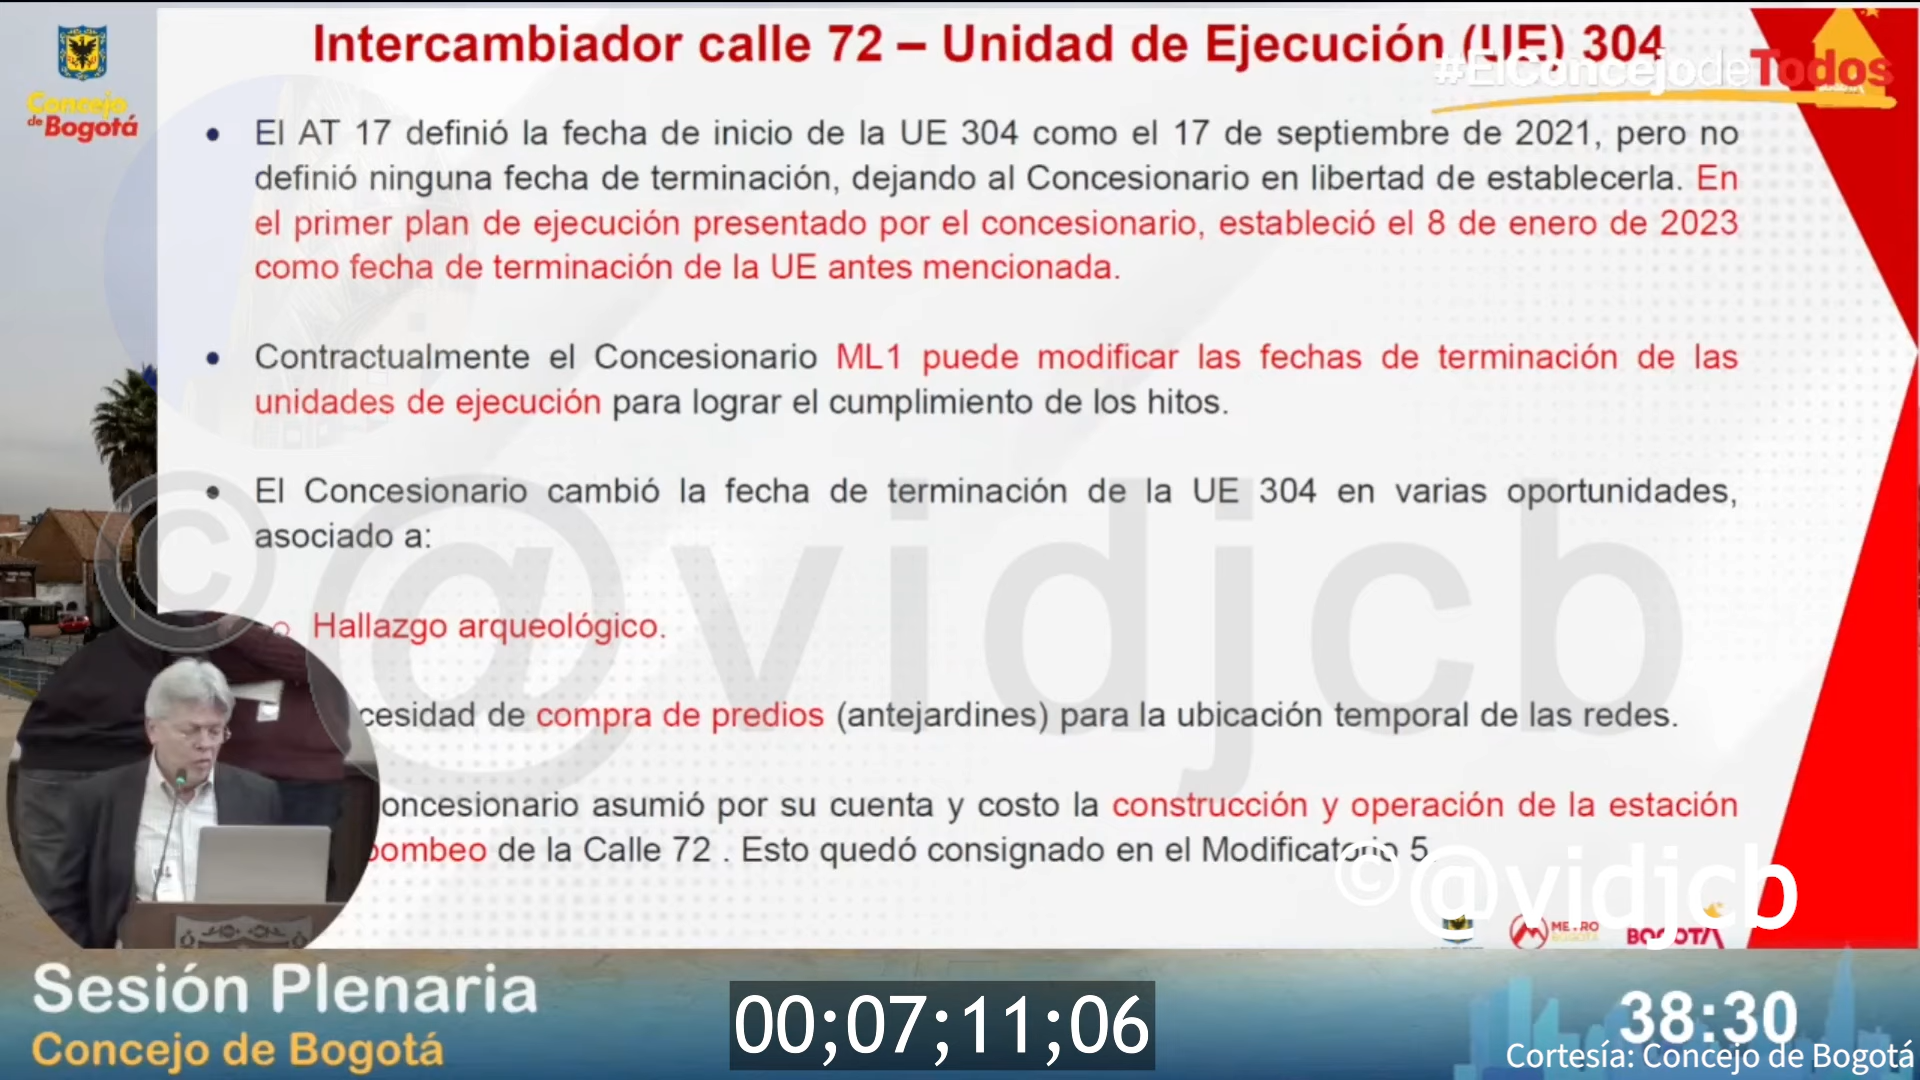 Intercambiador calle 72 – Unidad de Ejecución (UE) 304
#ElConcejodeTodos
Concejo
de Bogotá
• El AT 17 definió la fecha de inicio de la UE 304 como el 17 de septiembre de 2021, pero no
definió ninguna fecha de terminación, dejando al Concesionario en libertad de establecerla. En
el primer plan de ejecución presentado por el concesionario, estableció el 8 de enero de 2023
como fecha de terminación de la UE antes mencionada.
• Contractualmente el Concesionario ML1 puede modificar las fechas de terminación de las
unidades de ejecución para lograr el cumplimiento de los hitos.
• El Concesionario cambió la fecha de terminación de la UE 304 en varias oportunidades,
asociado a:
©@vidjcb
○ Hallazgo arqueológico.
cesidad de compra de predios (antejardines) para la ubicación temporal de las redes.
oncesionario asumió por su cuenta y costo la construcción y operación de la estación
bombeo de la Calle 72 . Esto quedó consignado en el Modificatorio 5.
©@vidjcb
METRO
BOGOTÁ
Sesión Plenaria
Concejo de Bogotá
00;07;11;06
38:30
Cortesía: Concejo de Bogotá